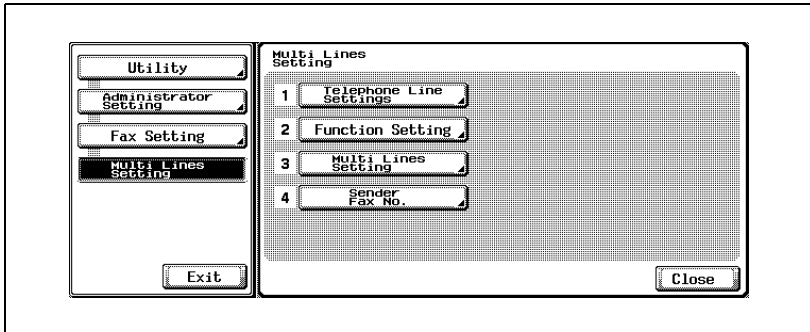 Utility
Administrator
Setting
Fax Setting
Multi Lines
Setting
Exit
Multi Lines
Setting
1 Telephone Line
Settings
2 Function Setting
3 Multi Lines
Setting
4 Sender
Fax No.
Close